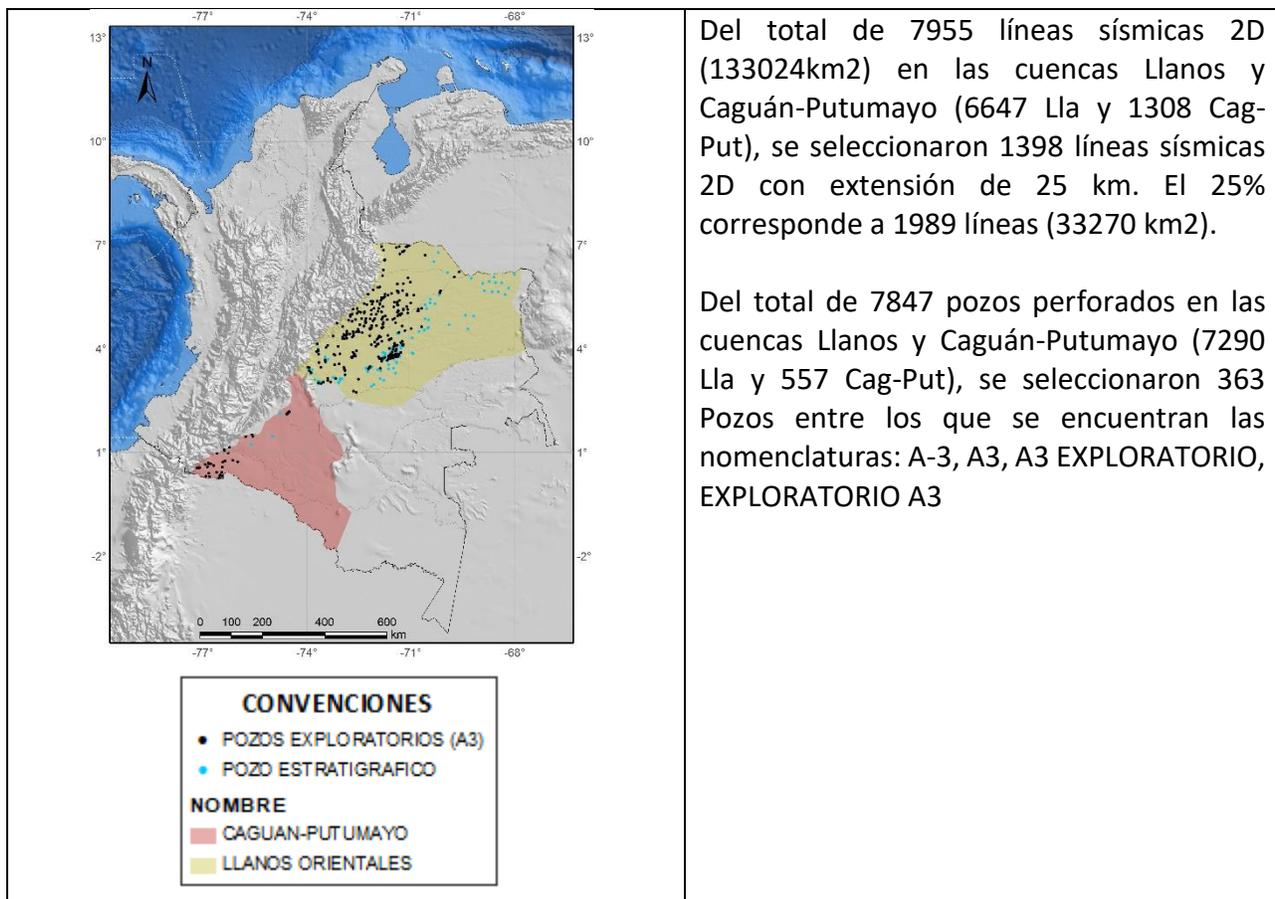 -77° -74° -71° -68°
13° 13°
N
10° 10°
7° 7°
4° 4°
1° 1°
-2° -2°
0 100 200 400 600
km
-77° -74° -71° -68°
CONVENCIONES
POZOS EXPLORATORIOS (A3)
POZO ESTRATIGRAFICO
NOMBRE
CAGUAN-PUTUMAYO
LLANOS ORIENTALES
Del total de 7955 líneas sísmicas 2D
(133024km2) en las cuencas Llanos y
Caguán-Putumayo (6647 Lla y 1308 Cag-
Put), se seleccionaron 1398 líneas sísmicas
2D con extensión de 25 km. El 25%
corresponde a 1989 líneas (33270 km2).
Del total de 7847 pozos perforados en las
cuencas Llanos y Caguán-Putumayo (7290
Lla y 557 Cag-Put), se seleccionaron 363
Pozos entre los que se encuentran las
nomenclaturas: A-3, A3, A3 EXPLORATORIO,
EXPLORATORIO A3